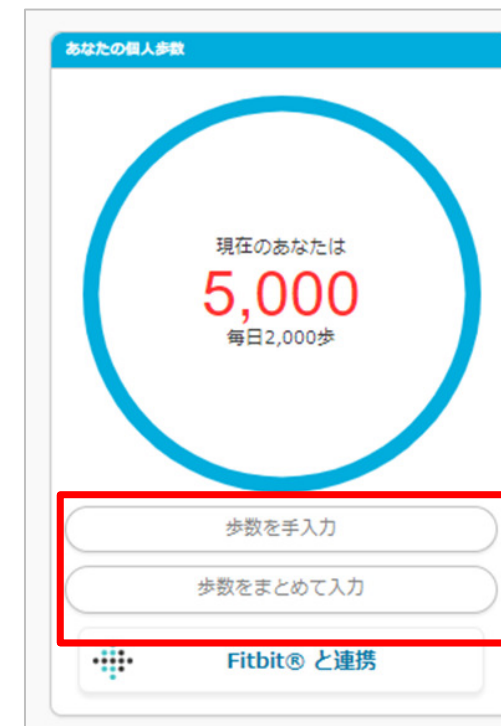 あなたの個人歩数
現在のあなたは
5,000
毎日2,000歩
歩数を手入力
歩数をまとめて入力
Fitbit® と連携